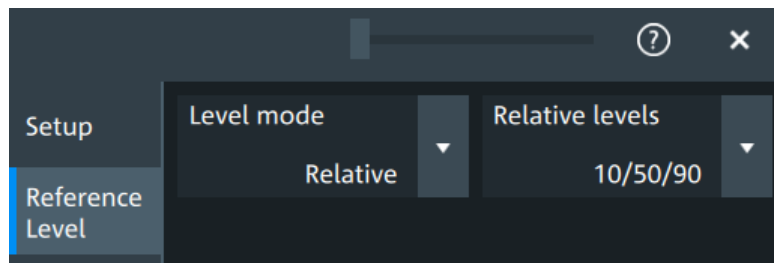 ?
Setup
Level mode
Relative
Relative levels
10/50/90
Reference
Level